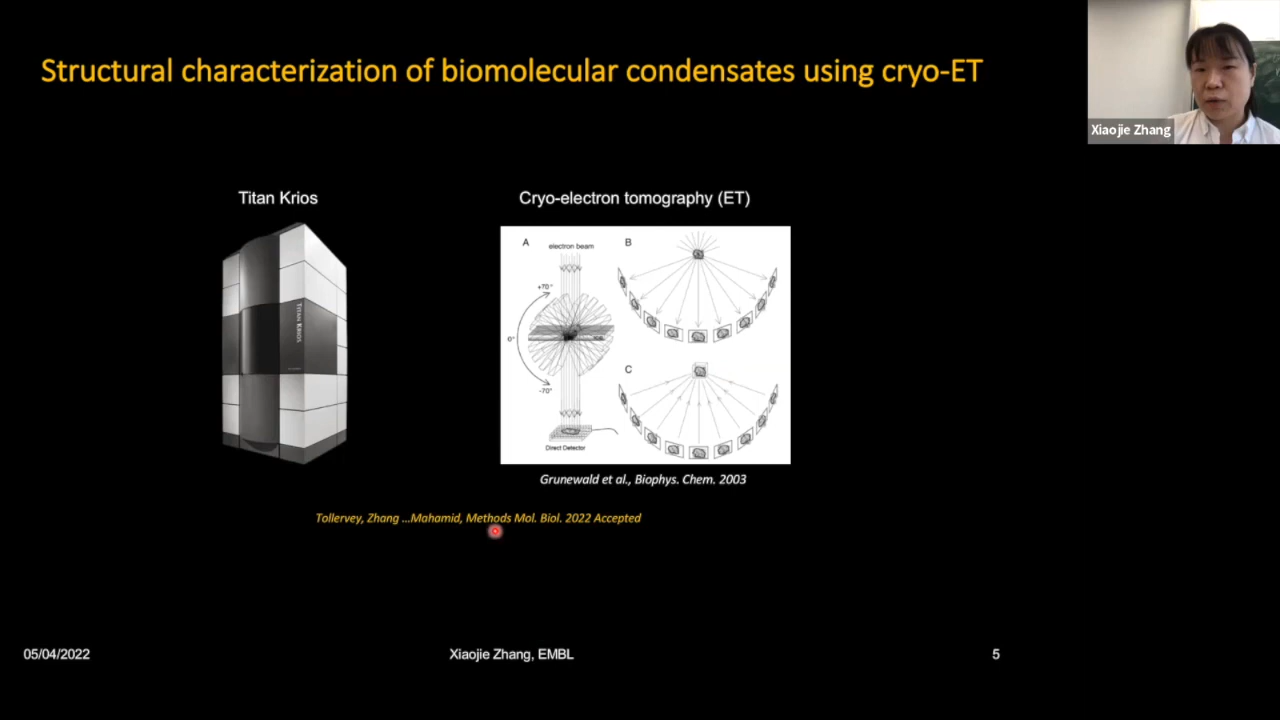 Structural characterization of biomolecular condensates using cryo-ET
Xiaojie Zhang
Titan Krios
Cryo-electron tomography (ET)
TITAN KRIOS
A
electron beam
B
+70°
0°
-70°
C
Direct Detector
Grunewald et al., Biophys. Chem. 2003
Tollervey, Zhang ...Mahamid, Methods Mol. Biol. 2022 Accepted
05/04/2022
Xiaojie Zhang, EMBL
5